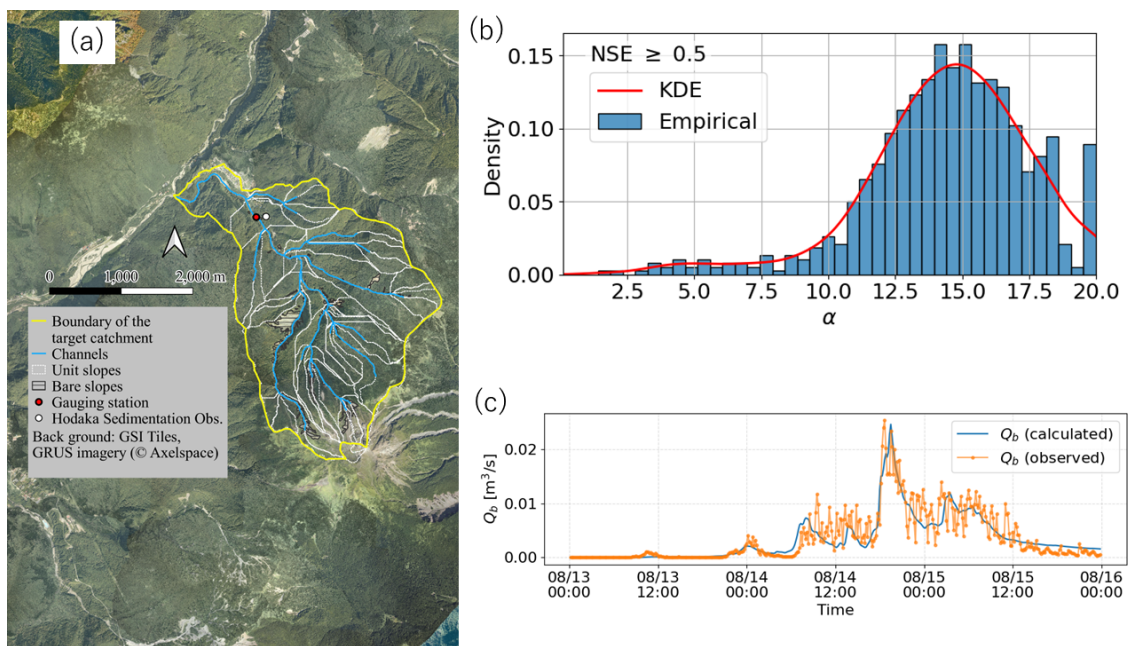 (a)
0 1,000 2,000 m
Boundary of the
target catchment
Channels
Unit slopes
Bare slopes
Gauging station
Hodaka Sedimentation Obs.
Back ground: GSI Tiles,
GRUS imagery (© Axelspace)
(b)
NSE ≥ 0.5
KDE
Empirical
Density
0.15
0.10
0.05
0.00
2.5 5.0 7.5 10.0 12.5 15.0 17.5 20.0
α
(c)
Q_b (calculated)
Q_b (observed)
Q_b [m³/s]
0.02
0.01
0.00
08/13 08/13 08/14 08/14 08/15 08/15 08/16
00:00 12:00 00:00 12:00 00:00 12:00 00:00
Time